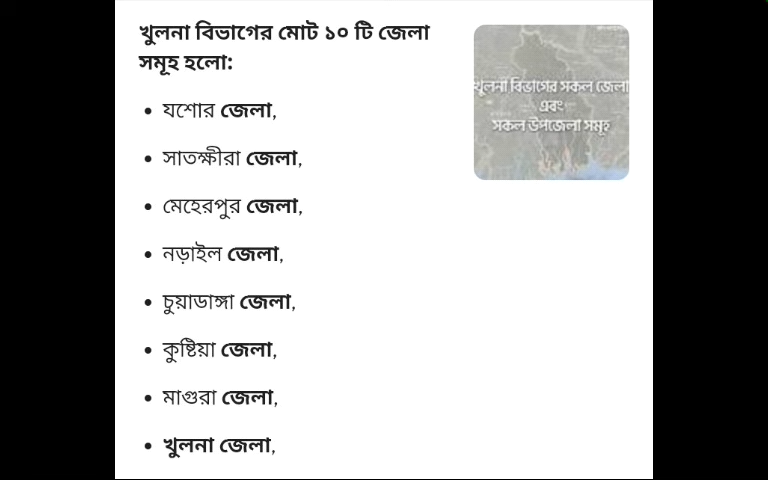 খুলনা বিভাগের মোট ১০ টি জেলা
সমূহ হলো:
যশোর জেলা,
সাতক্ষীরা জেলা,
মেহেরপুর জেলা,
নড়াইল জেলা,
চুয়াডাঙ্গা জেলা,
কুষ্টিয়া জেলা,
মাগুরা জেলা,
খুলনা জেলা,
খুলনা বিভাগের সকল জেলা
এবং
সকল উপজেলা সমূহ